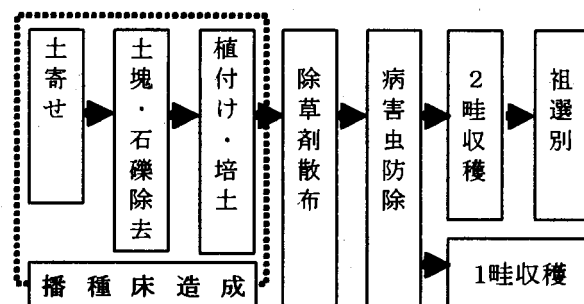 土寄せ
土塊・石礫除去
植付け・培土
除草剤散布
病害虫防除
2畦収穫
祖選別
播種床造成
1畦収穫